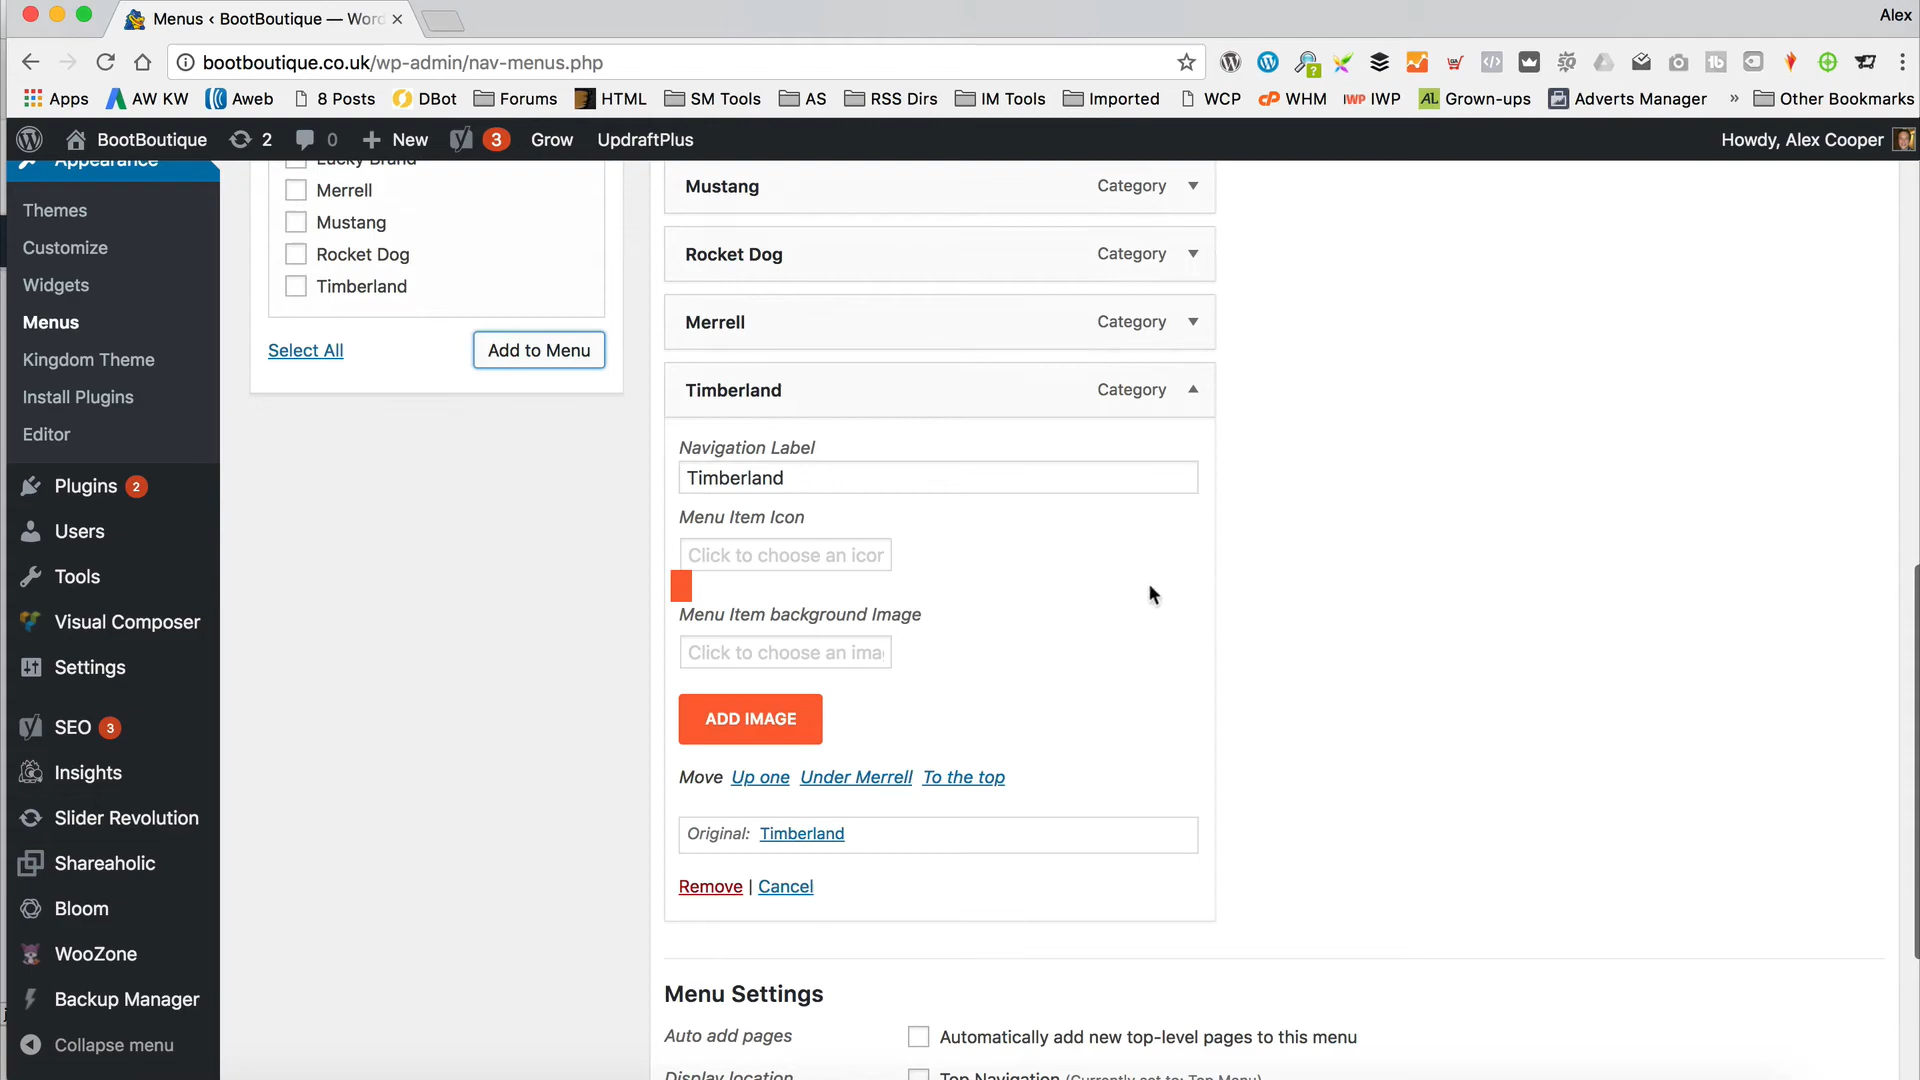 Menus ‹ BootBoutique — Word
Alex
bootboutique.co.uk/wp-admin/nav-menus.php
Apps
AW KW
Aweb
8 Posts
DBot
Forums
HTML
SM Tools
AS
RSS Dirs
IM Tools
Imported
WCP
cP WHM
IWP IWP
AL Grown-ups
Adverts Manager
»
Other Bookmarks
BootBoutique
2
0
New
3
Grow
UpdraftPlus
Howdy, Alex Cooper
Appearance
Themes
Customize
Widgets
Menus
Kingdom Theme
Install Plugins
Editor
Plugins 2
Users
Tools
Visual Composer
Settings
SEO 3
Insights
Slider Revolution
Shareaholic
Bloom
WooZone
Backup Manager
Collapse menu
Lucky Brand
Merrell
Mustang
Rocket Dog
Timberland
Select All
Add to Menu
Mustang Category
Rocket Dog Category
Merrell Category
Timberland Category
Navigation Label
Timberland
Menu Item Icon
Click to choose an icon
Menu Item background Image
Click to choose an ima
ADD IMAGE
Move Up one Under Merrell To the top
Original: Timberland
Remove | Cancel
Menu Settings
Auto add pages
Automatically add new top-level pages to this menu
Display location
Top Navigation (Currently set to: Top Menu)